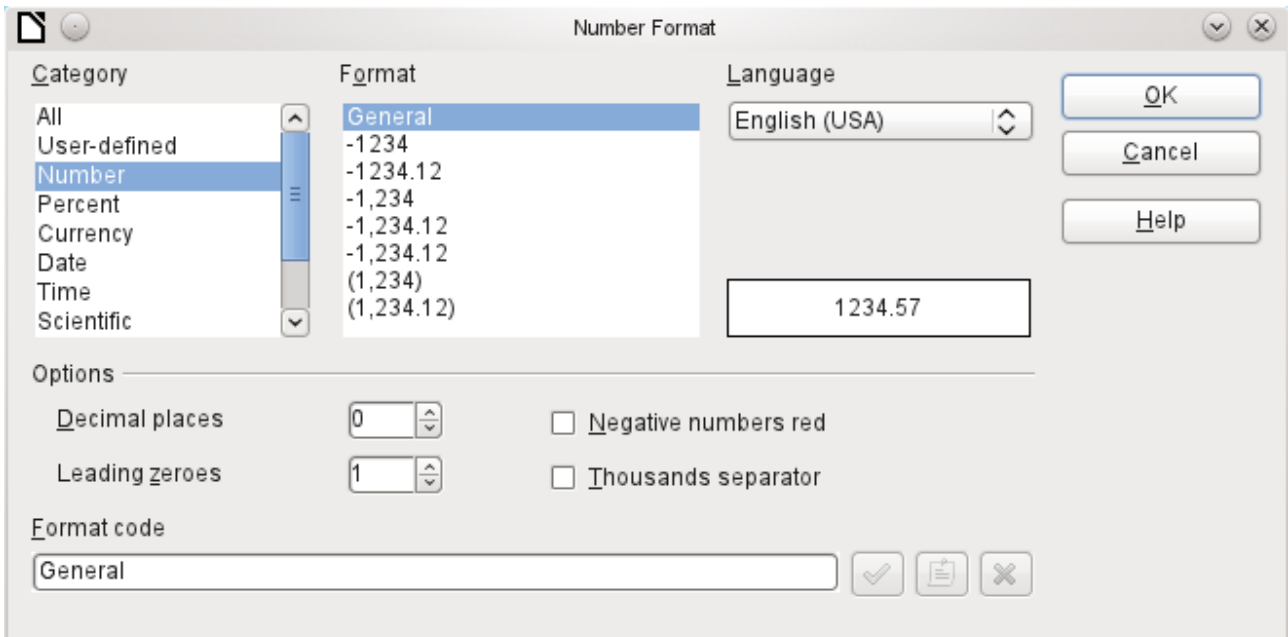 Number Format
Category
All
User-defined
Number
Percent
Currency
Date
Time
Scientific
Format
General
-1234
-1234.12
-1,234
-1,234.12
-1,234.12
(1,234)
(1,234.12)
Language
English (USA)
1234.57
OK
Cancel
Help
Options
Decimal places 0
Negative numbers red
Leading zeroes 1
Thousands separator
Format code
General